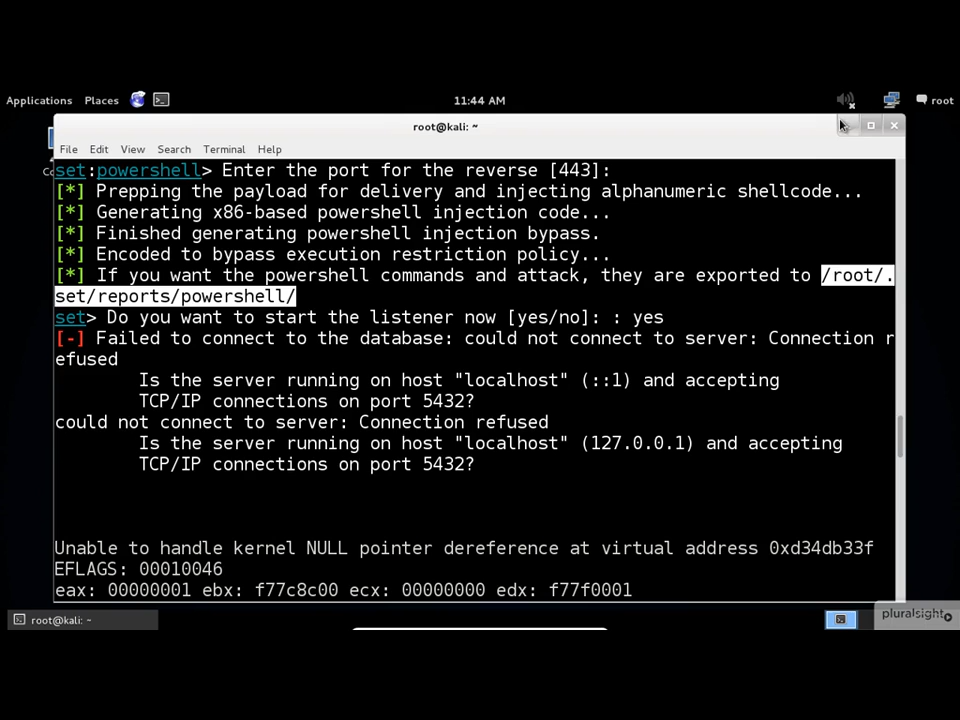 Applications Places 11:44 AM root
root@kali: ~
File Edit View Search Terminal Help
set:powershell> Enter the port for the reverse [443]:
[*] Prepping the payload for delivery and injecting alphanumeric shellcode...
[*] Generating x86-based powershell injection code...
[*] Finished generating powershell injection bypass.
[*] Encoded to bypass execution restriction policy...
[*] If you want the powershell commands and attack, they are exported to /root/.
set/reports/powershell/
set> Do you want to start the listener now [yes/no]: : yes
[-] Failed to connect to the database: could not connect to server: Connection r
efused
Is the server running on host "localhost" (::1) and accepting
TCP/IP connections on port 5432?
could not connect to server: Connection refused
Is the server running on host "localhost" (127.0.0.1) and accepting
TCP/IP connections on port 5432?
Unable to handle kernel NULL pointer dereference at virtual address 0xd34db33f
EFLAGS: 00010046
eax: 00000001 ebx: f77c8c00 ecx: 00000000 edx: f77f0001
root@kali: ~
pluralsight